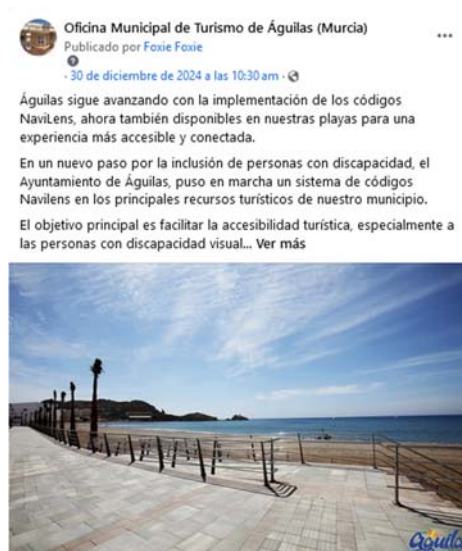 Oficina Municipal de Turismo de Águilas (Murcia)
Publicado por Foxie Foxie
· 30 de diciembre de 2024 a las 10:30 am ·
Águilas sigue avanzando con la implementación de los códigos
NaviLens, ahora también disponibles en nuestras playas para una
experiencia más accesible y conectada.
En un nuevo paso por la inclusión de personas con discapacidad, el
Ayuntamiento de Águilas, puso en marcha un sistema de códigos
Navilens en los principales recursos turísticos de nuestro municipio.
El objetivo principal es facilitar la accesibilidad turística, especialmente a
las personas con discapacidad visual... Ver más